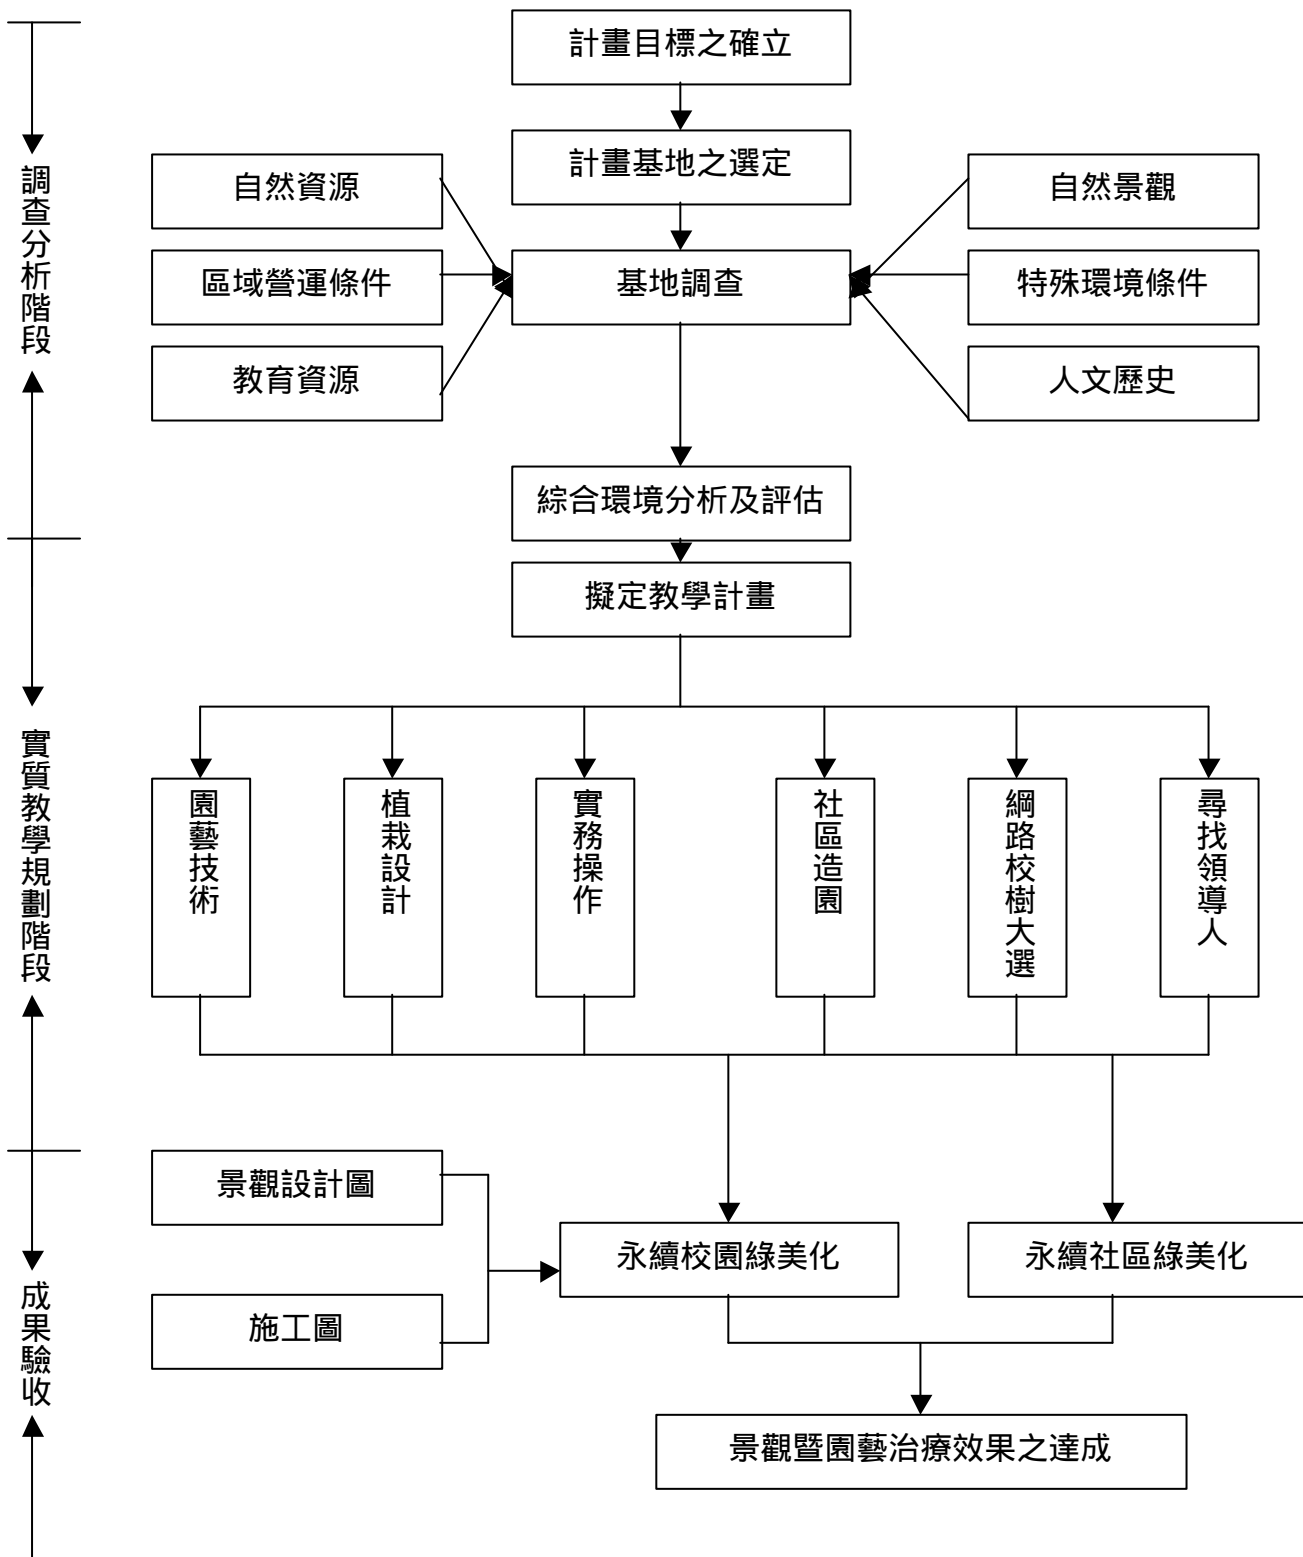 計畫目標之確立
計畫基地之選定
調查分析階段
自然資源
自然景觀
區域營運條件
基地調查
特殊環境條件
教育資源
人文歷史
綜合環境分析及評估
擬定教學計畫
實質教學規劃階段
園藝技術
植栽設計
實務操作
社區造園
綱路校樹大選
尋找領導人
景觀設計圖
永續校園綠美化
永續社區綠美化
成果驗收
施工圖
景觀暨園藝治療效果之達成